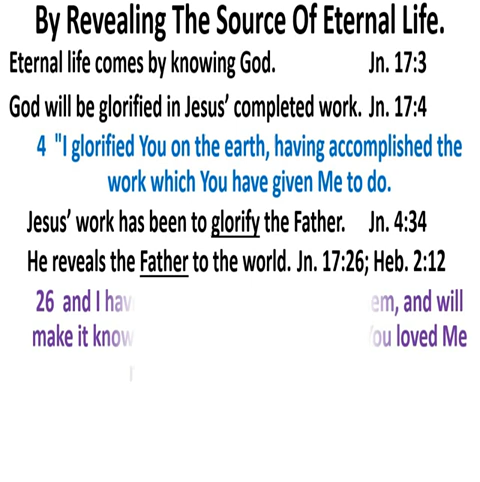 By Revealing The Source Of Eternal Life.
Eternal life comes by knowing God. Jn. 17:3
God will be glorified in Jesus' completed work. Jn. 17:4
4 "I glorified You on the earth, having accomplished the
work which You have given Me to do.
Jesus' work has been to glorify the Father. Jn. 4:34
He reveals the Father to the world. Jn. 17:26; Heb. 2:12
26 and I and will
make it loved Me